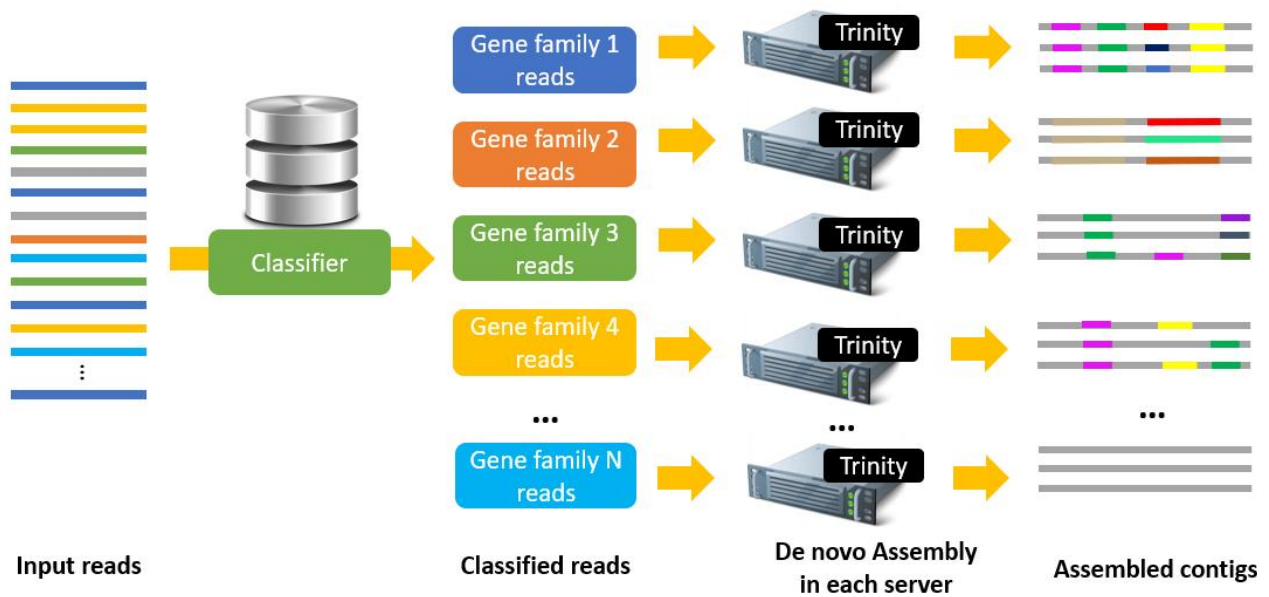 Gene family 1
reads
Trinity
Gene family 2
reads
Trinity
Classifier
Gene family 3
reads
Trinity
Gene family 4
reads
Trinity
...
...
...
...
Gene family N
reads
Trinity
Input reads
Classified reads
De novo Assembly
in each server
Assembled contigs